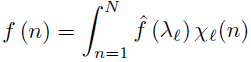 f (n) = ∫_{n=1}^{N} f̂ (λ_ℓ) χ_ℓ(n)